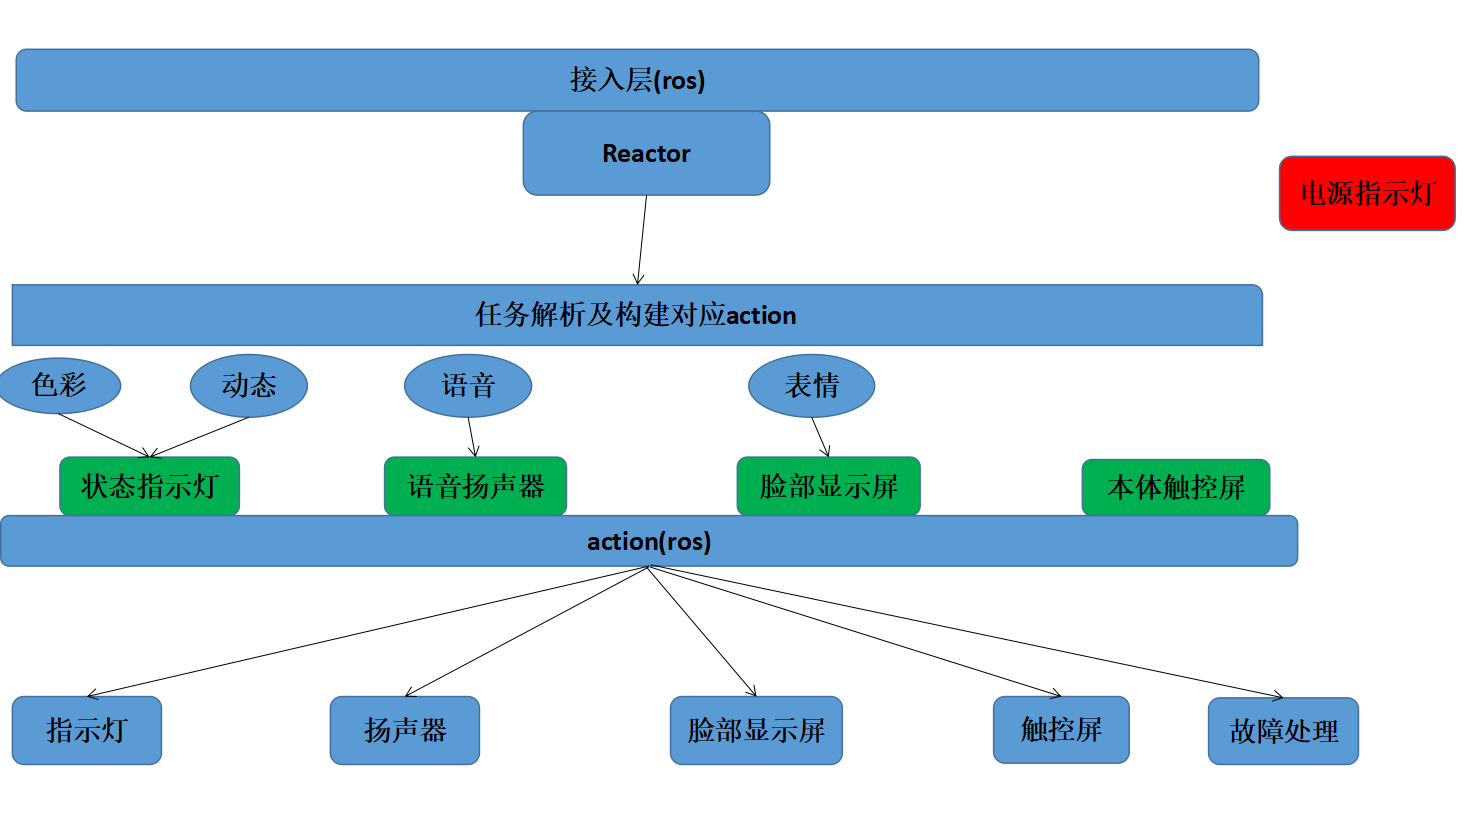 接入层(ros)
Reactor
电源指示灯
任务解析及构建对应action
色彩
动态
语音
表情
状态指示灯
语音扬声器
脸部显示屏
本体触控屏
action(ros)
指示灯
扬声器
脸部显示屏
触控屏
故障处理